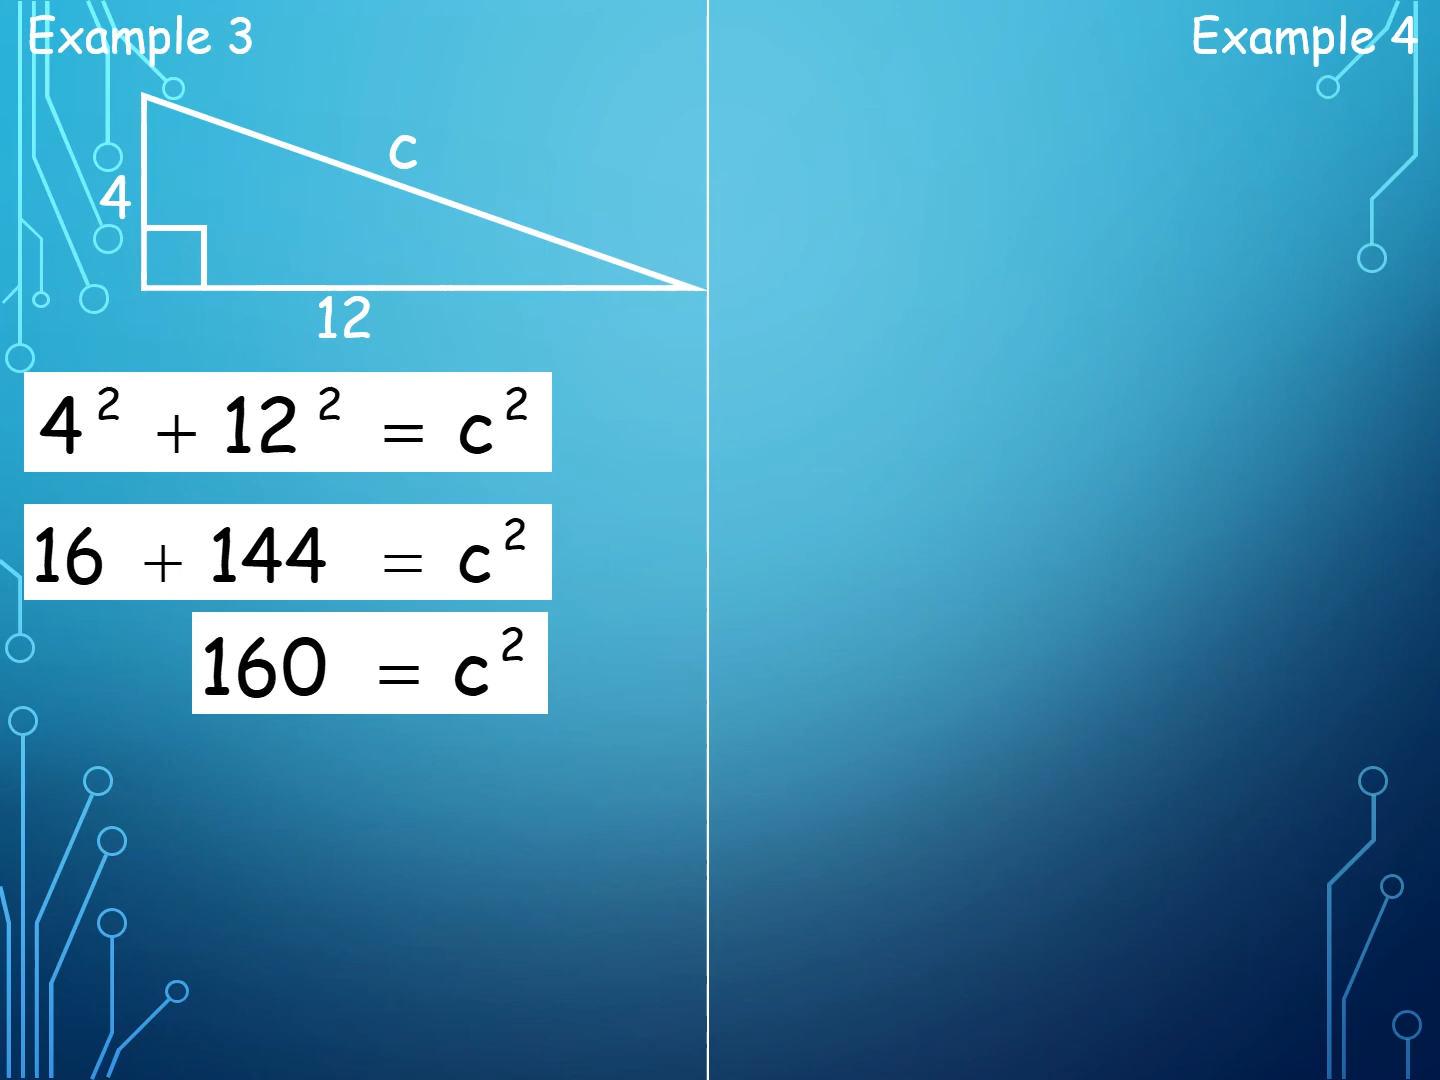 Example 3
Example 4
c
4
12
4² + 12² = c²
16 + 144 = c²
160 = c²